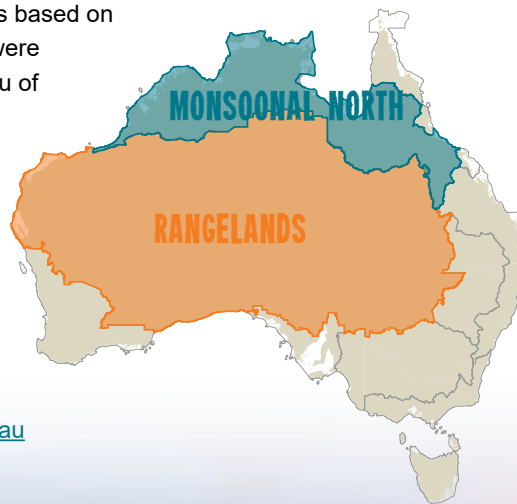 s based on
were
u of
MONSOONAL NORTH
RANGELANDS
au